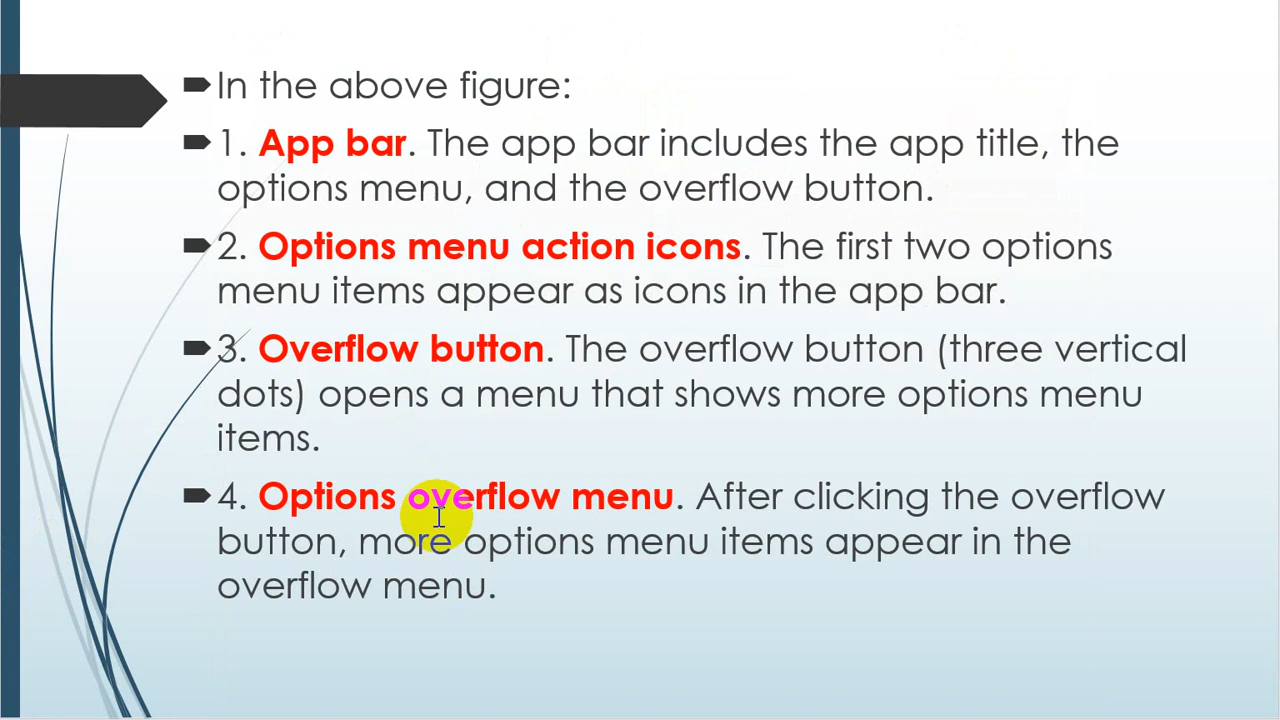 In the above figure:
1. App bar. The app bar includes the app title, the
options menu, and the overflow button.
2. Options menu action icons. The first two options
menu items appear as icons in the app bar.
3. Overflow button. The overflow button (three vertical
dots) opens a menu that shows more options menu
items.
4. Options overflow menu. After clicking the overflow
button, more options menu items appear in the
overflow menu.